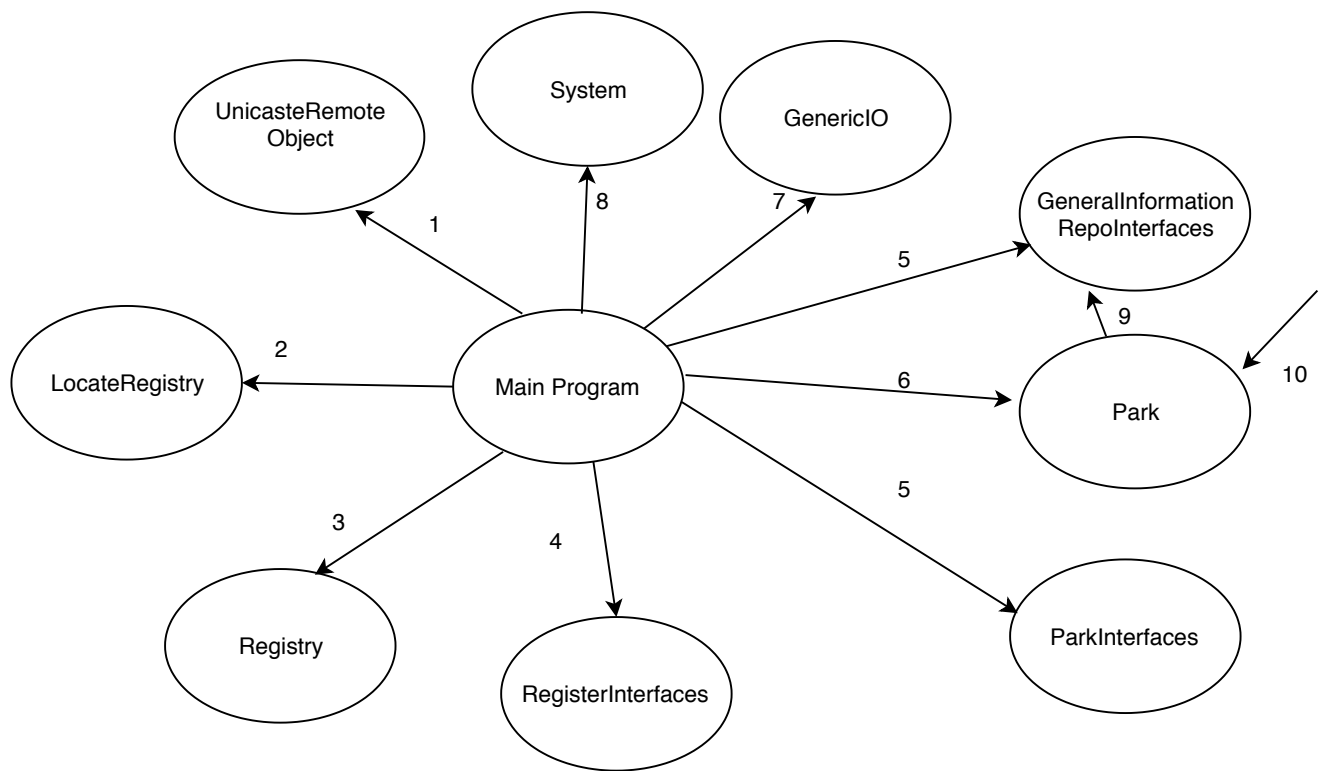 System
UnicasteRemote
Object
GenericIO
GeneralInformation
RepoInterfaces
1
8
7
5
9
2
LocateRegistry
Main Program
6
10
Park
3
4
5
Registry
RegisterInterfaces
ParkInterfaces